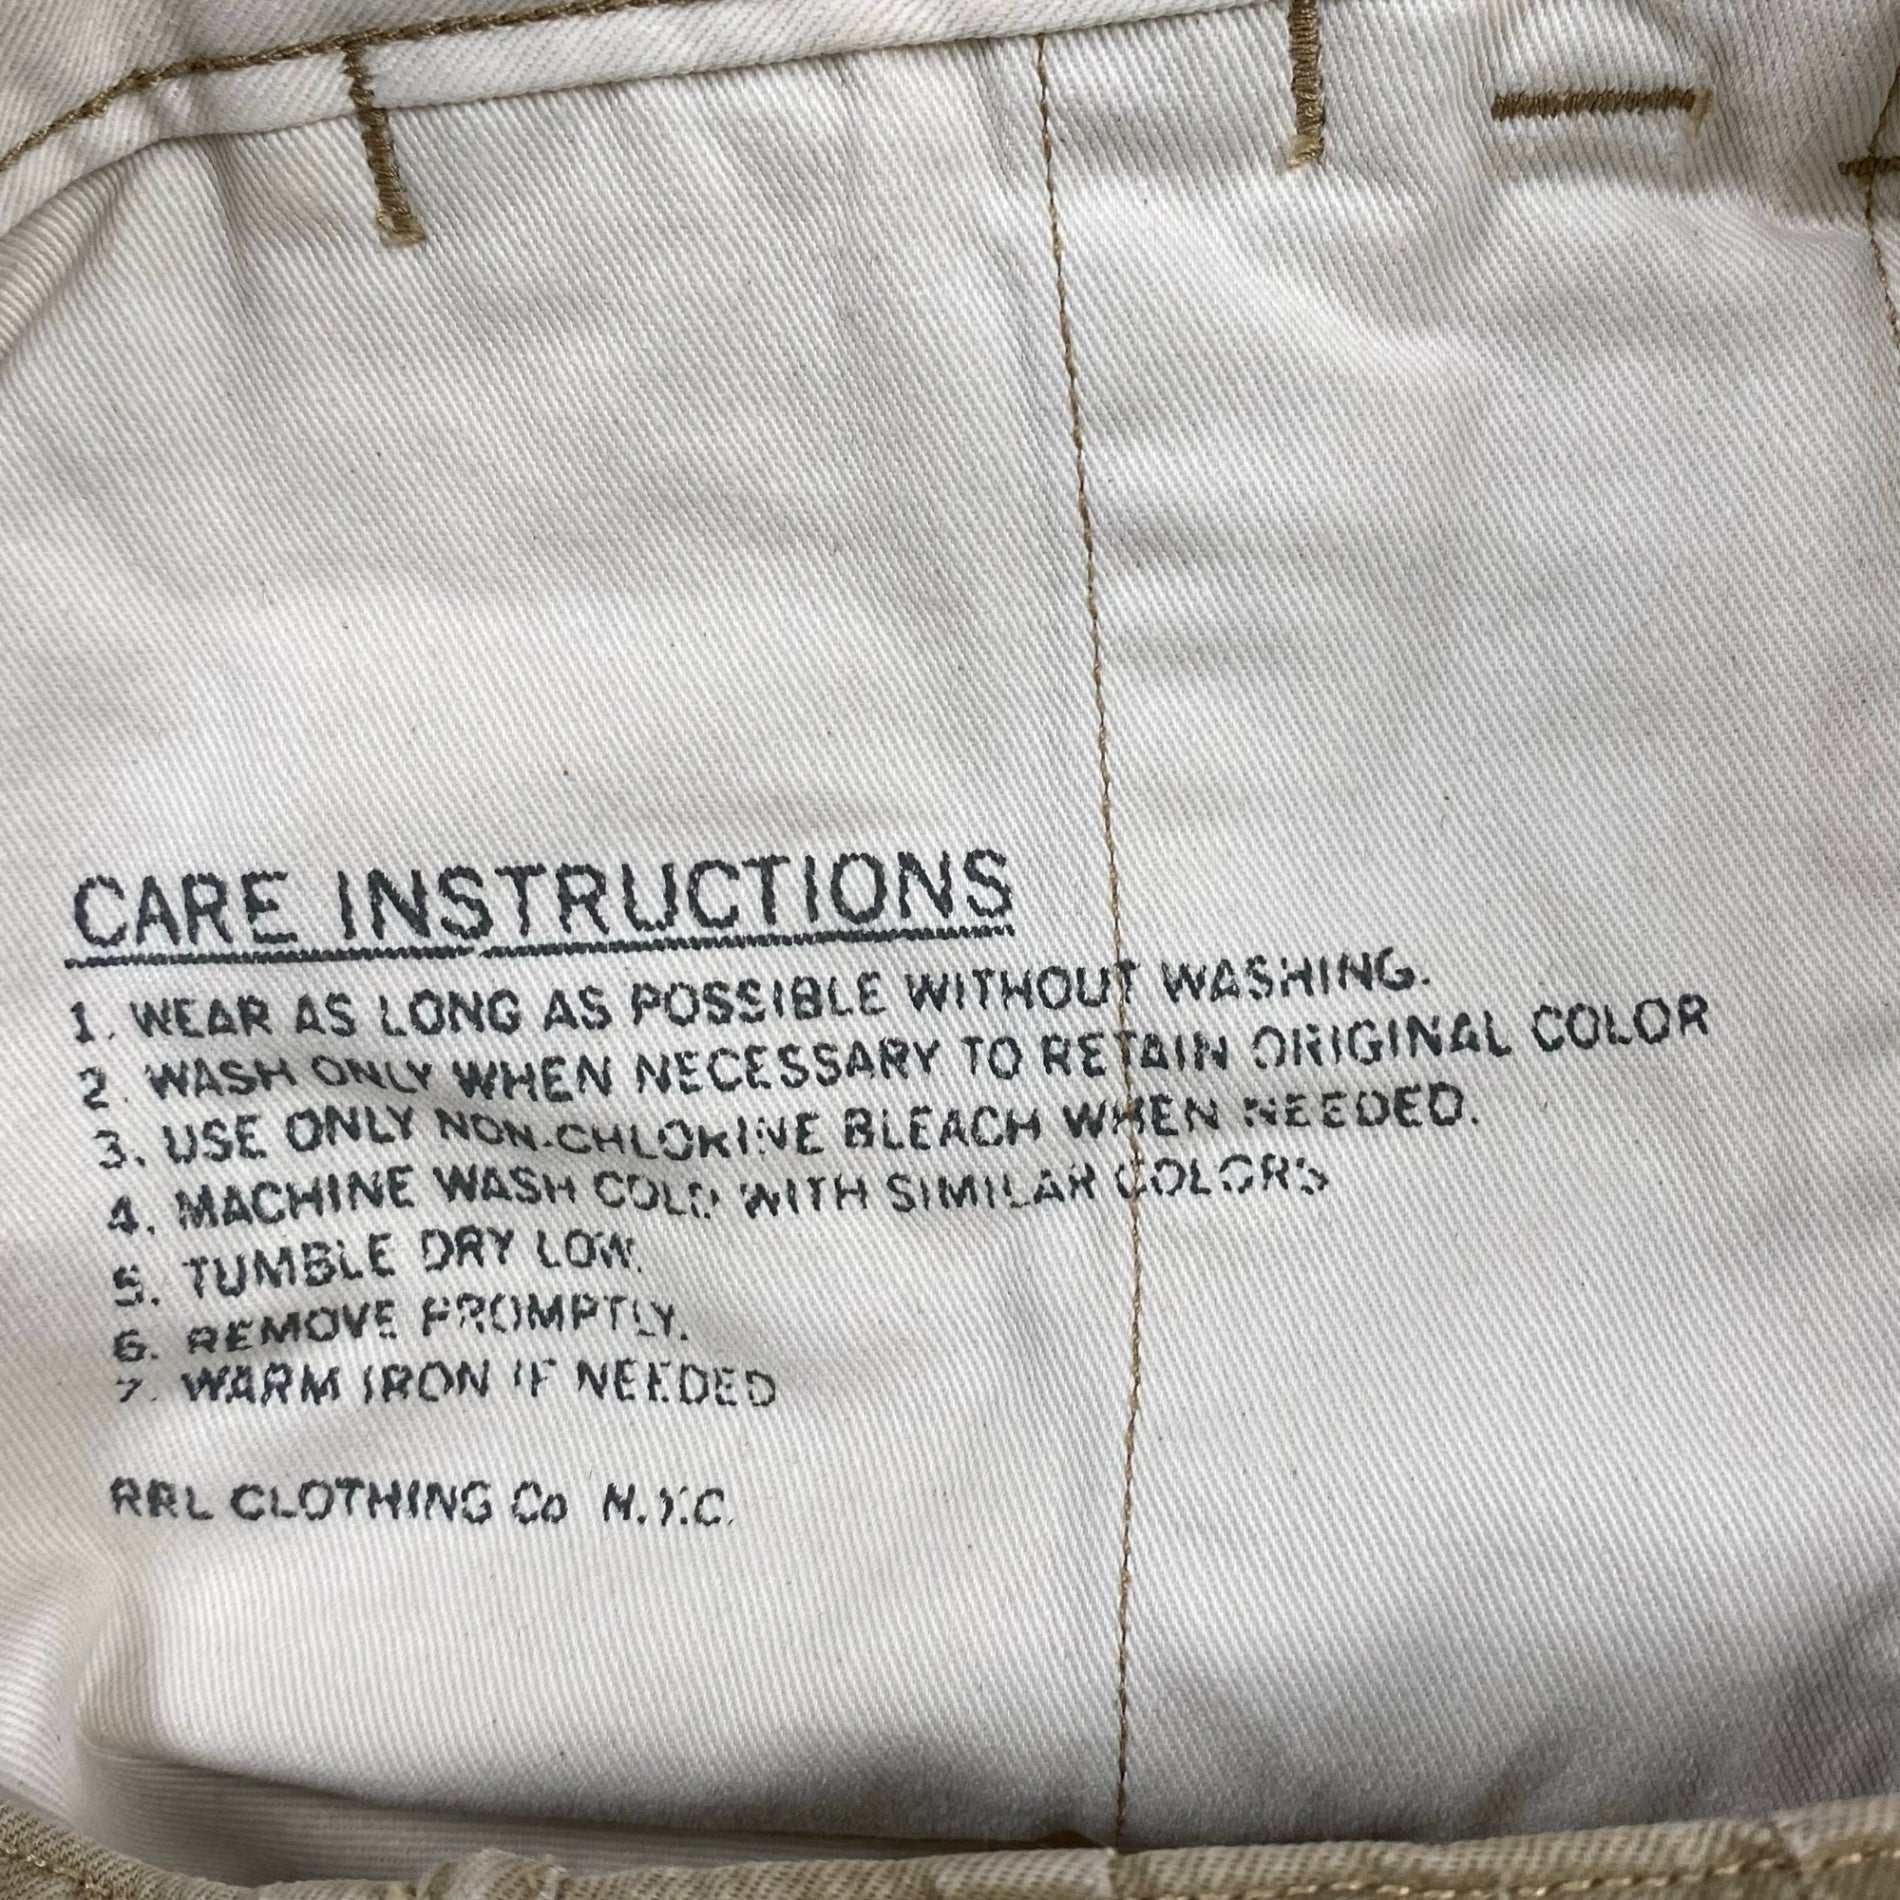 CARE INSTRUCTIONS
1. WEAR AS LONG AS POSSIBLE WITHOUT WASHING.
2. WASH ONLY WHEN NECESSARY TO RETAIN ORIGINAL COLOR
3. USE ONLY NON-CHLORINE BLEACH WHEN NEEDED.
4. MACHINE WASH COLD WITH SIMILAR COLORS
5. TUMBLE DRY LOW.
6. REMOVE PROMPTLY.
7. WARM IRON IF NEEDED
RRL CLOTHING Co N.Y.C.